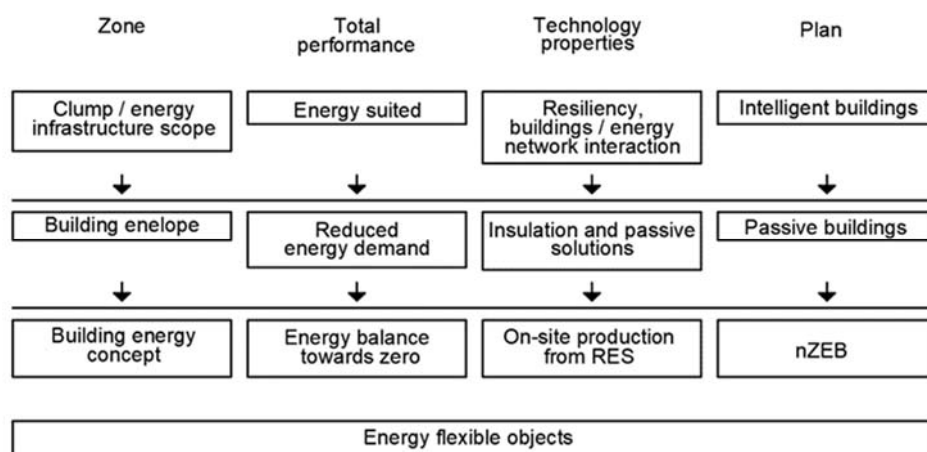 Zone
Total
performance
Technology
properties
Plan
Clump / energy
infrastructure scope
Energy suited
Resiliency,
buildings / energy
network interaction
Intelligent buildings
Building enelope
Reduced
energy demand
Insulation and passive
solutions
Passive buildings
Building energy
concept
Energy balance
towards zero
On-site production
from RES
nZEB
Energy flexible objects